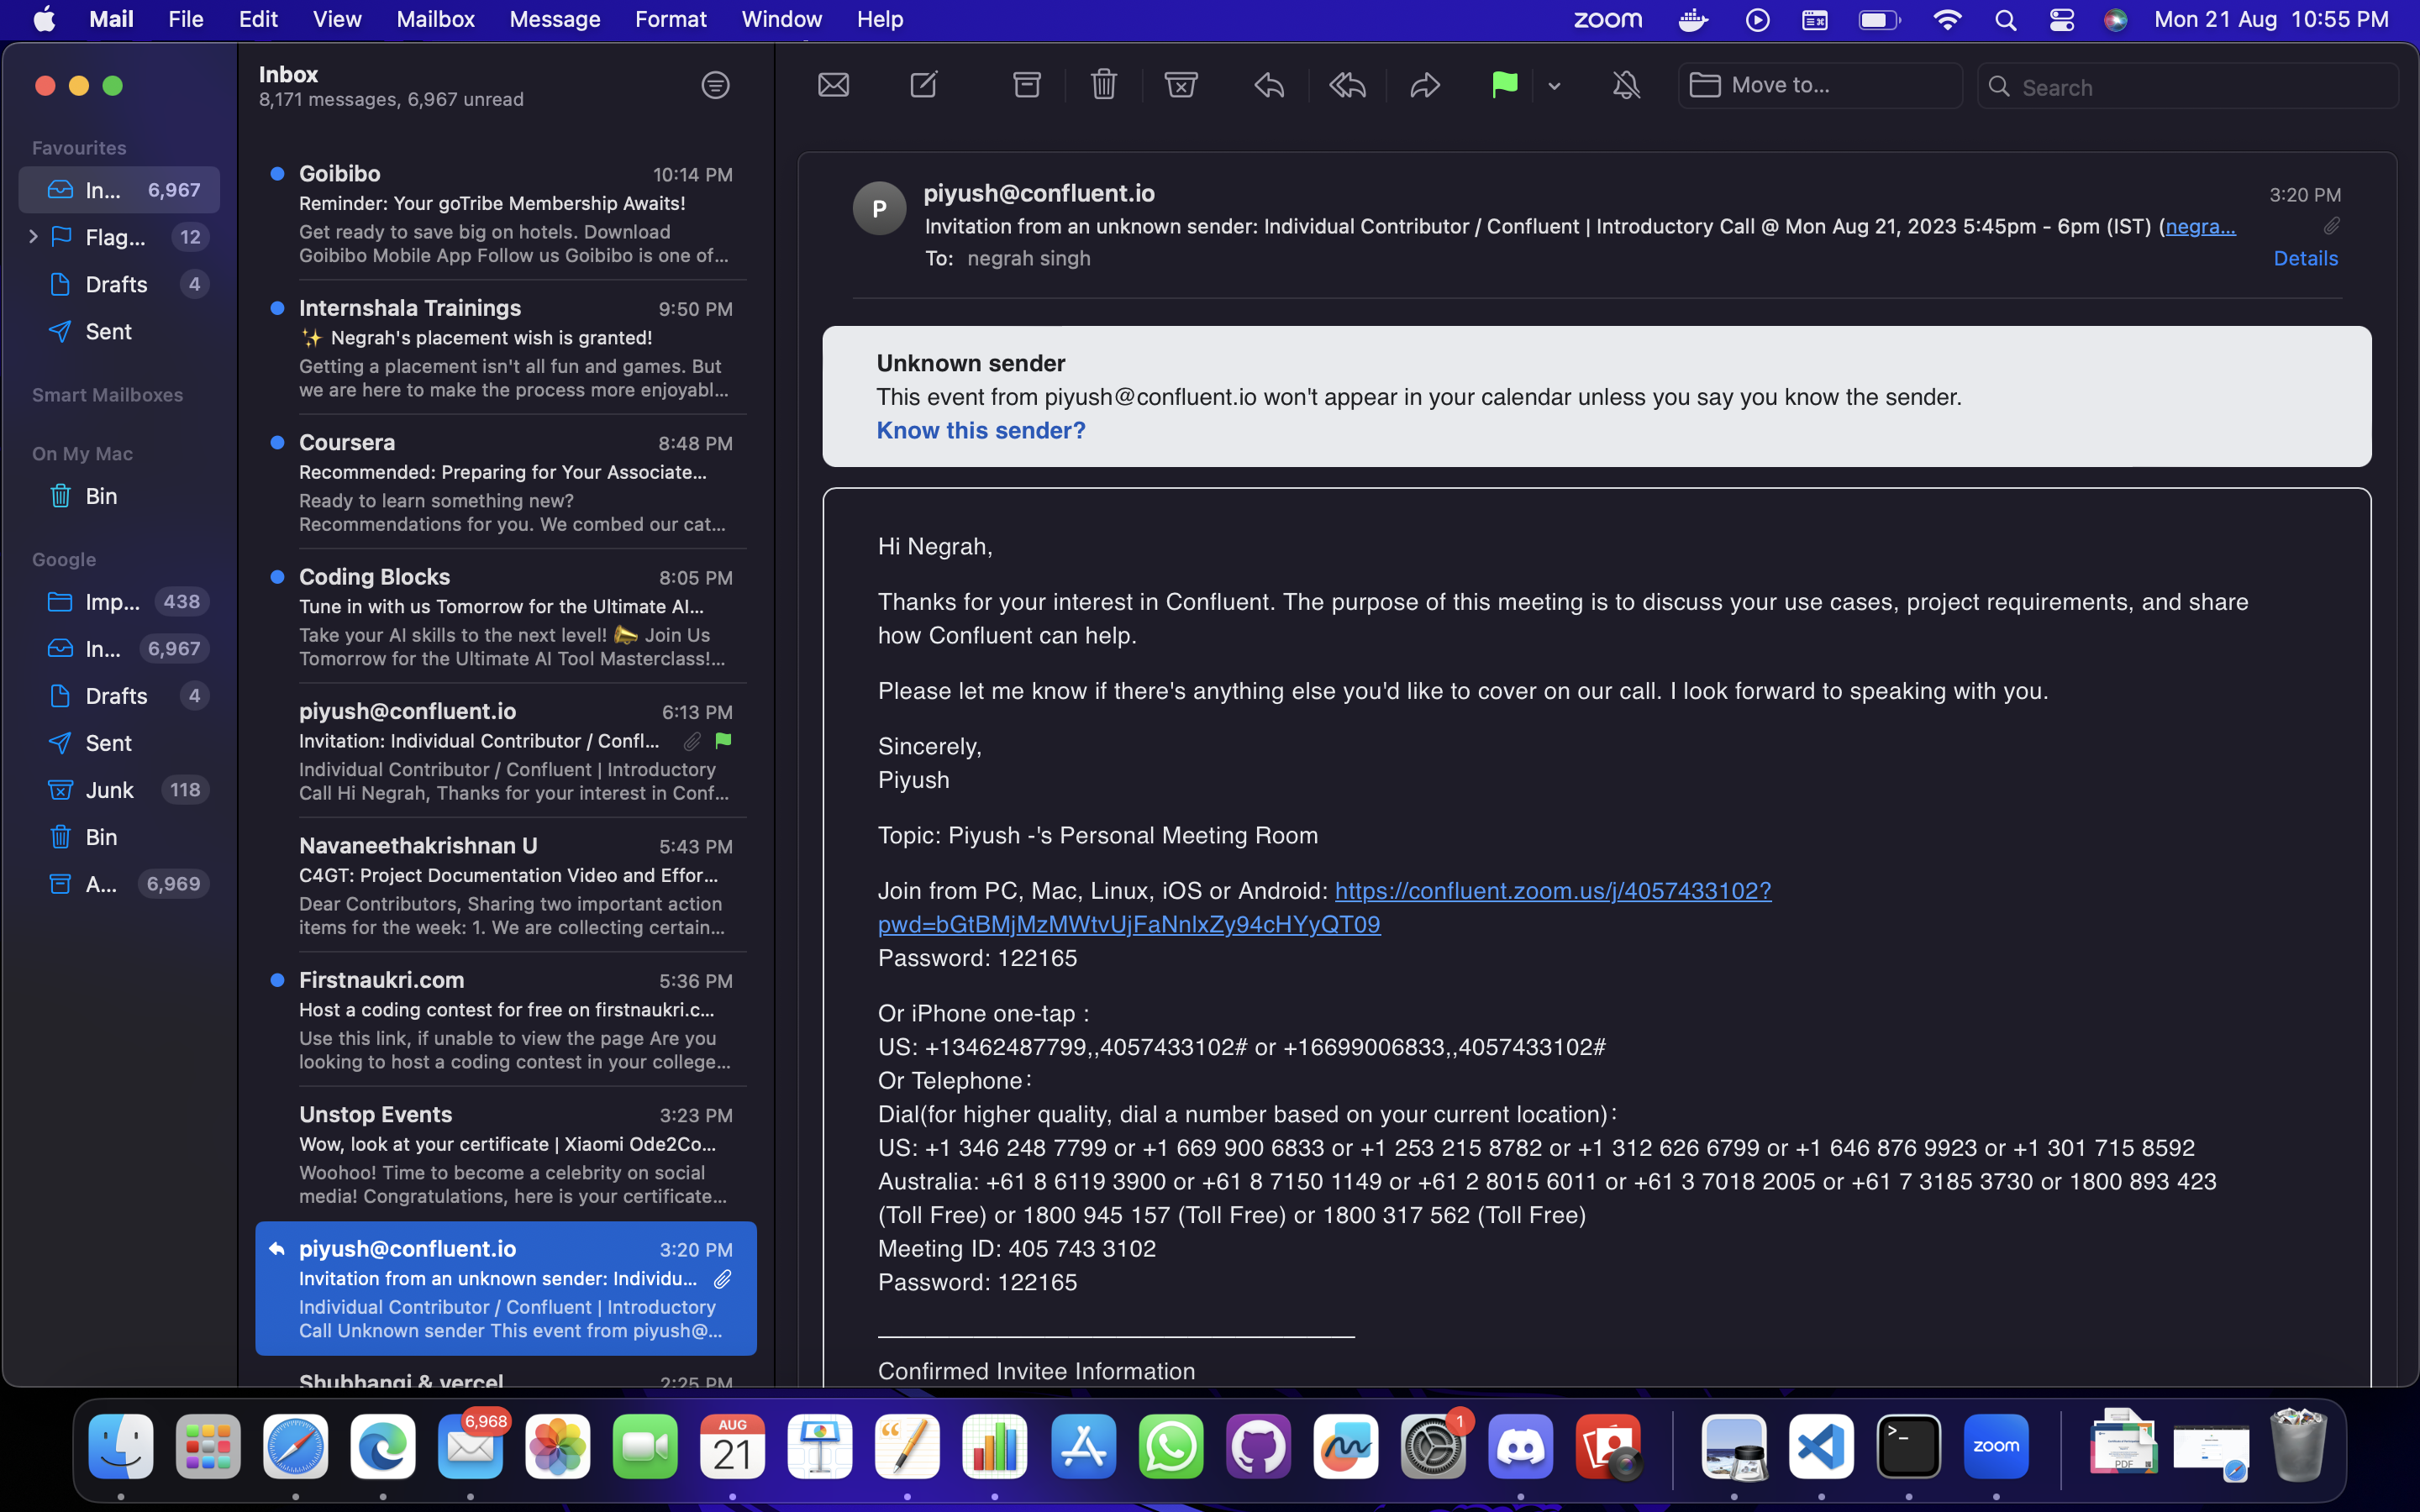 Mail File Edit View Mailbox Message Format Window Help zoom Mon 21 Aug 10:55 PM
Inbox
8,171 messages, 6,967 unread
Move to...
Search
Favourites
In... 6,967
Flag... 12
Drafts 4
Sent
Smart Mailboxes
On My Mac
Bin
Google
Imp... 438
In... 6,967
Drafts 4
Sent
Junk 118
Bin
A... 6,969
Goibibo 10:14 PM
Reminder: Your goTribe Membership Awaits!
Get ready to save big on hotels. Download
Goibibo Mobile App Follow us Goibibo is one of...
Internshala Trainings 9:50 PM
✨ Negrah's placement wish is granted!
Getting a placement isn't all fun and games. But
we are here to make the process more enjoyabl...
Coursera 8:48 PM
Recommended: Preparing for Your Associate...
Ready to learn something new?
Recommendations for you. We combed our cat...
Coding Blocks 8:05 PM
Tune in with us Tomorrow for the Ultimate AI...
Take your AI skills to the next level! 📣 Join Us
Tomorrow for the Ultimate AI Tool Masterclass!...
piyush@confluent.io 6:13 PM
Invitation: Individual Contributor / Confl...
Individual Contributor / Confluent | Introductory
Call Hi Negrah, Thanks for your interest in Conf...
Navaneethakrishnan U 5:43 PM
C4GT: Project Documentation Video and Effor...
Dear Contributors, Sharing two important action
items for the week: 1. We are collecting certain...
Firstnaukri.com 5:36 PM
Host a coding contest for free on firstnaukri.c...
Use this link, if unable to view the page Are you
looking to host a coding contest in your college...
Unstop Events 3:23 PM
Wow, look at your certificate | Xiaomi Ode2Co...
Woohoo! Time to become a celebrity on social
media! Congratulations, here is your certificate...
piyush@confluent.io 3:20 PM
Invitation from an unknown sender: Individu...
Individual Contributor / Confluent | Introductory
Call Unknown sender This event from piyush@...
Shubhangi & vercel 2:25 PM
P
piyush@confluent.io 3:20 PM
Invitation from an unknown sender: Individual Contributor / Confluent | Introductory Call @ Mon Aug 21, 2023 5:45pm - 6pm (IST) (negra...
To: negrah singh
Details
Unknown sender
This event from piyush@confluent.io won't appear in your calendar unless you say you know the sender.
Know this sender?
Hi Negrah,
Thanks for your interest in Confluent. The purpose of this meeting is to discuss your use cases, project requirements, and share
how Confluent can help.
Please let me know if there's anything else you'd like to cover on our call. I look forward to speaking with you.
Sincerely,
Piyush
Topic: Piyush -'s Personal Meeting Room
Join from PC, Mac, Linux, iOS or Android: https://confluent.zoom.us/j/4057433102?
pwd=bGtBMjMzMWtvUjFaNnlxZy94cHYyQT09
Password: 122165
Or iPhone one-tap :
US: +13462487799,,4057433102# or +16699006833,,4057433102#
Or Telephone:
Dial(for higher quality, dial a number based on your current location):
US: +1 346 248 7799 or +1 669 900 6833 or +1 253 215 8782 or +1 312 626 6799 or +1 646 876 9923 or +1 301 715 8592
Australia: +61 8 6119 3900 or +61 8 7150 1149 or +61 2 8015 6011 or +61 3 7018 2005 or +61 7 3185 3730 or 1800 893 423
(Toll Free) or 1800 945 157 (Toll Free) or 1800 317 562 (Toll Free)
Meeting ID: 405 743 3102
Password: 122165
Confirmed Invitee Information
6,968
AUG
21
1
>_
zoom
PDF